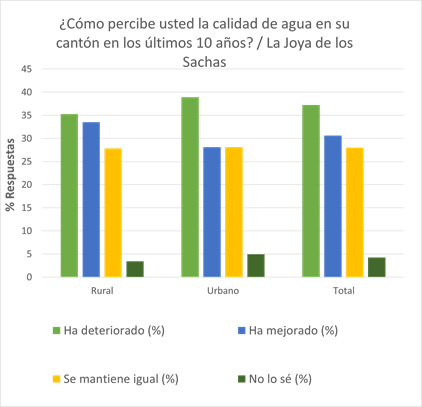 ¿Cómo percibe usted la calidad de agua en su
cantón en los últimos 10 años? / La Joya de los
Sachas
45
40
35
30
25
20
15
10
5
0
% Respuestas
Rural
Urbano
Total
Ha deteriorado (%)
Ha mejorado (%)
Se mantiene igual (%)
No lo sé (%)